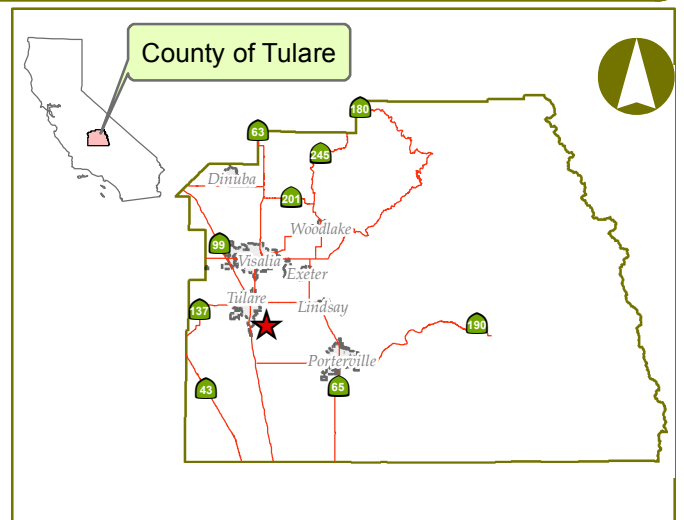 County of Tulare
180
63
245
Dinuba
201
Woodlake
99
Visalia
Exeter
Tulare
Lindsay
137
190
Porterville
65
43